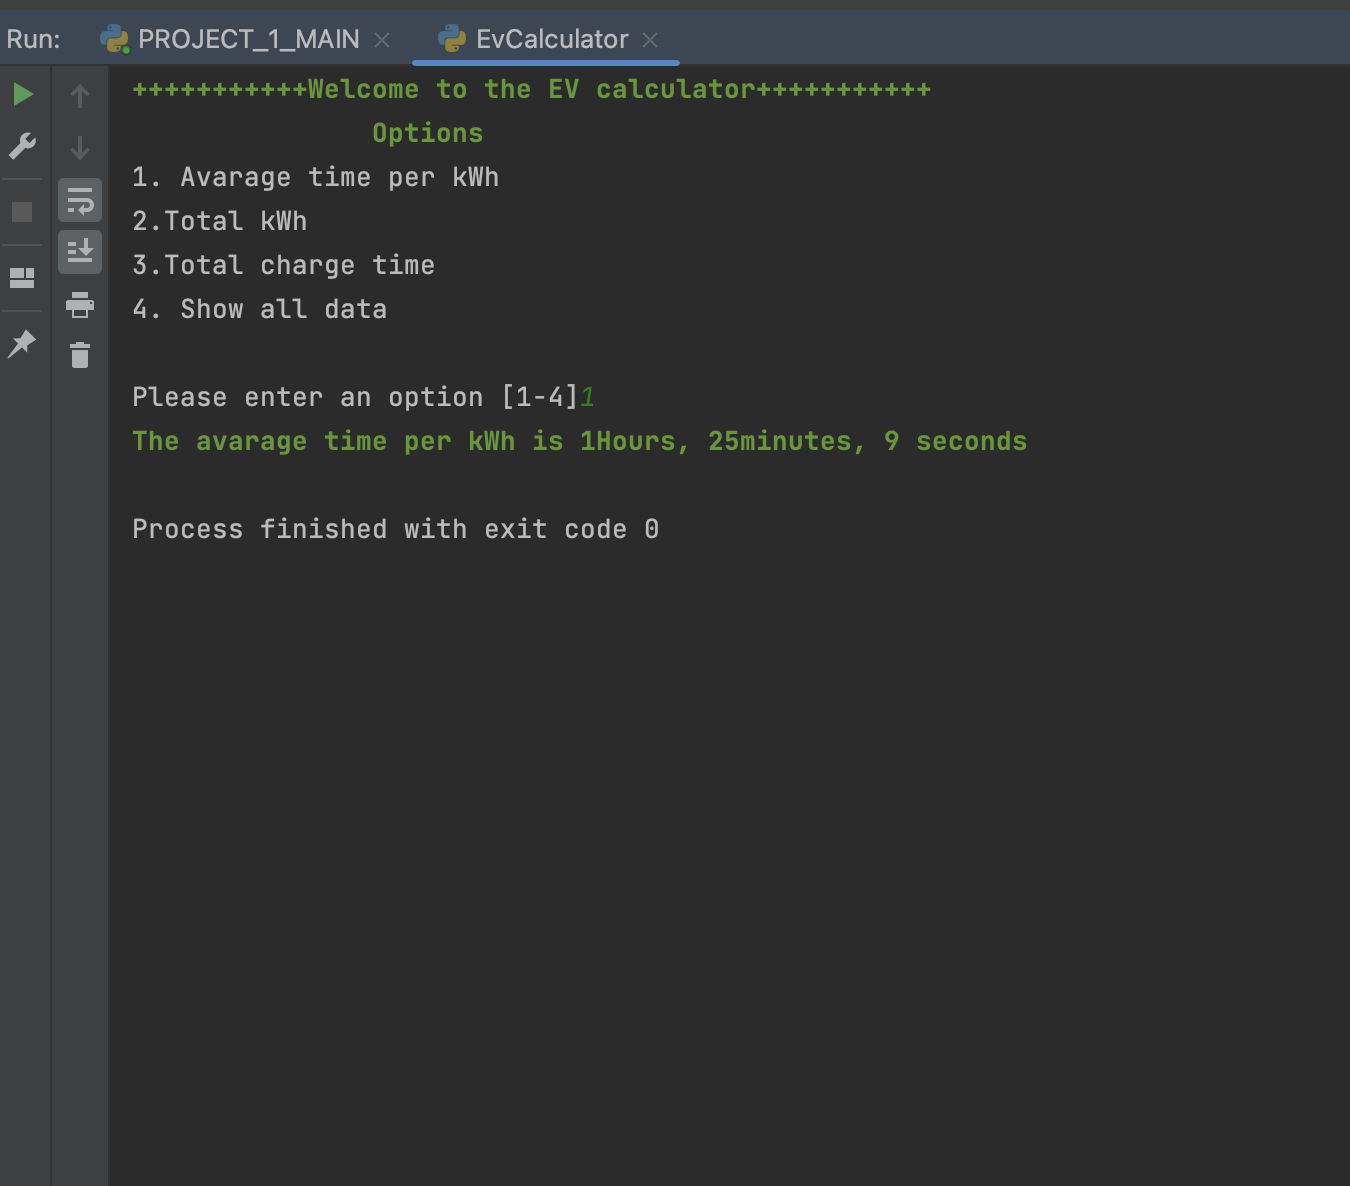 Run: PROJECT_1_MAIN EvCalculator
+++++++++++Welcome to the EV calculator+++++++++++
Options
1. Avarage time per kWh
2.Total kWh
3.Total charge time
4. Show all data
Please enter an option [1-4]1
The avarage time per kWh is 1Hours, 25minutes, 9 seconds
Process finished with exit code 0